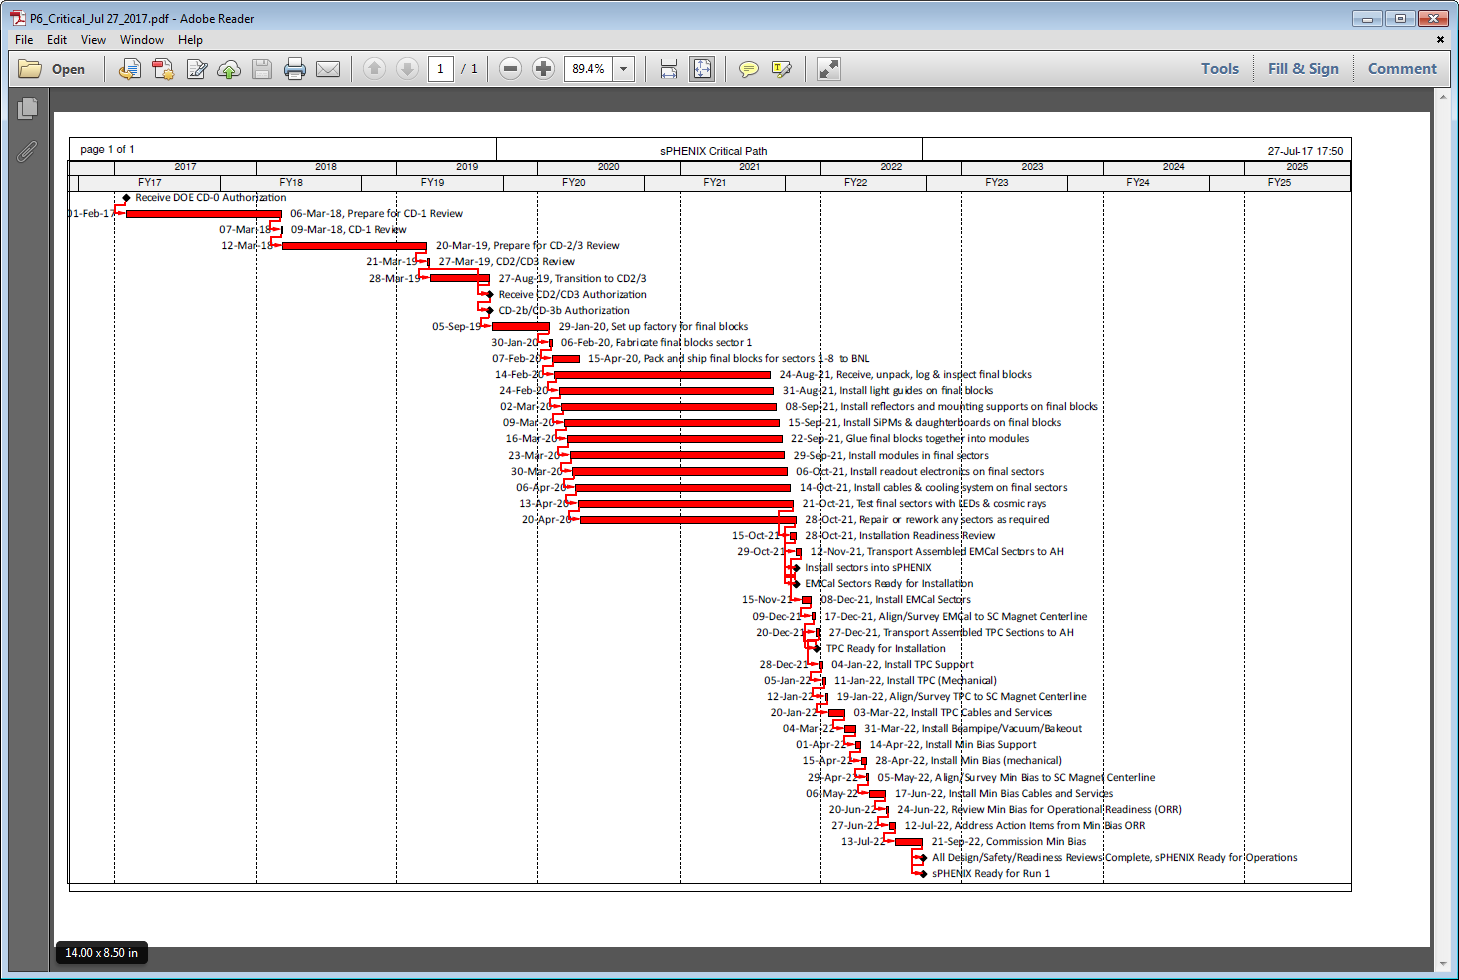 P6_Critical_Jul 27_2017.pdf - Adobe Reader
File Edit View Window Help
Open 1 / 1 89.4% Tools Fill & Sign Comment
page 1 of 1 sPHENIX Critical Path 27-Jul-17 17:50
2017 2018 2019 2020 2021 2022 2023 2024 2025
FY17 FY18 FY19 FY20 FY21 FY22 FY23 FY24 FY25
Receive DOE CD-0 Authorization
01-Feb-17 06-Mar-18, Prepare for CD-1 Review
07-Mar-18 09-Mar-18, CD-1 Review
12-Mar-18 20-Mar-19, Prepare for CD-2/3 Review
21-Mar-19 27-Mar-19, CD2/CD3 Review
28-Mar-19 27-Aug-19, Transition to CD2/3
Receive CD2/CD3 Authorization
CD-2b/CD-3b Authorization
05-Sep-19 29-Jan-20, Set up factory for final blocks
30-Jan-20 06-Feb-20, Fabricate final blocks sector 1
07-Feb-20 15-Apr-20, Pack and ship final blocks for sectors 1-8 to BNL
14-Feb-20 24-Aug-21, Receive, unpack, log & inspect final blocks
24-Feb-20 31-Aug-21, Install light guides on final blocks
02-Mar-20 08-Sep-21, Install reflectors and mounting supports on final blocks
09-Mar-20 15-Sep-21, Install SiPMs & daughterboards on final blocks
16-Mar-20 22-Sep-21, Glue final blocks together into modules
23-Mar-20 29-Sep-21, Install modules in final sectors
30-Mar-20 06-Oct-21, Install readout electronics on final sectors
06-Apr-20 14-Oct-21, Install cables & cooling system on final sectors
13-Apr-20 21-Oct-21, Test final sectors with LEDs & cosmic rays
20-Apr-20 28-Oct-21, Repair or rework any sectors as required
15-Oct-21 28-Oct-21, Installation Readiness Review
29-Oct-21 12-Nov-21, Transport Assembled EMCal Sectors to AH
Install sectors into sPHENIX
EMCal Sectors Ready for Installation
15-Nov-21 08-Dec-21, Install EMCal Sectors
09-Dec-21 17-Dec-21, Align/Survey EMCal to SC Magnet Centerline
20-Dec-21 27-Dec-21, Transport Assembled TPC Sections to AH
TPC Ready for Installation
28-Dec-21 04-Jan-22, Install TPC Support
05-Jan-22 11-Jan-22, Install TPC (Mechanical)
12-Jan-22 19-Jan-22, Align/Survey TPC to SC Magnet Centerline
20-Jan-22 03-Mar-22, Install TPC Cables and Services
04-Mar-22 31-Mar-22, Install Beampipe/Vacuum/Bakeout
01-Apr-22 14-Apr-22, Install Min Bias Support
15-Apr-22 28-Apr-22, Install Min Bias (mechanical)
29-Apr-22 05-May-22, Align/Survey Min Bias to SC Magnet Centerline
06-May-22 17-Jun-22, Install Min Bias Cables and Services
20-Jun-22 24-Jun-22, Review Min Bias for Operational Readiness (ORR)
27-Jun-22 12-Jul-22, Address Action Items from Min Bias ORR
13-Jul-22 21-Sep-22, Commission Min Bias
All Design/Safety/Readiness Reviews Complete, sPHENIX Ready for Operations
sPHENIX Ready for Run 1
14.00 x 8.50 in